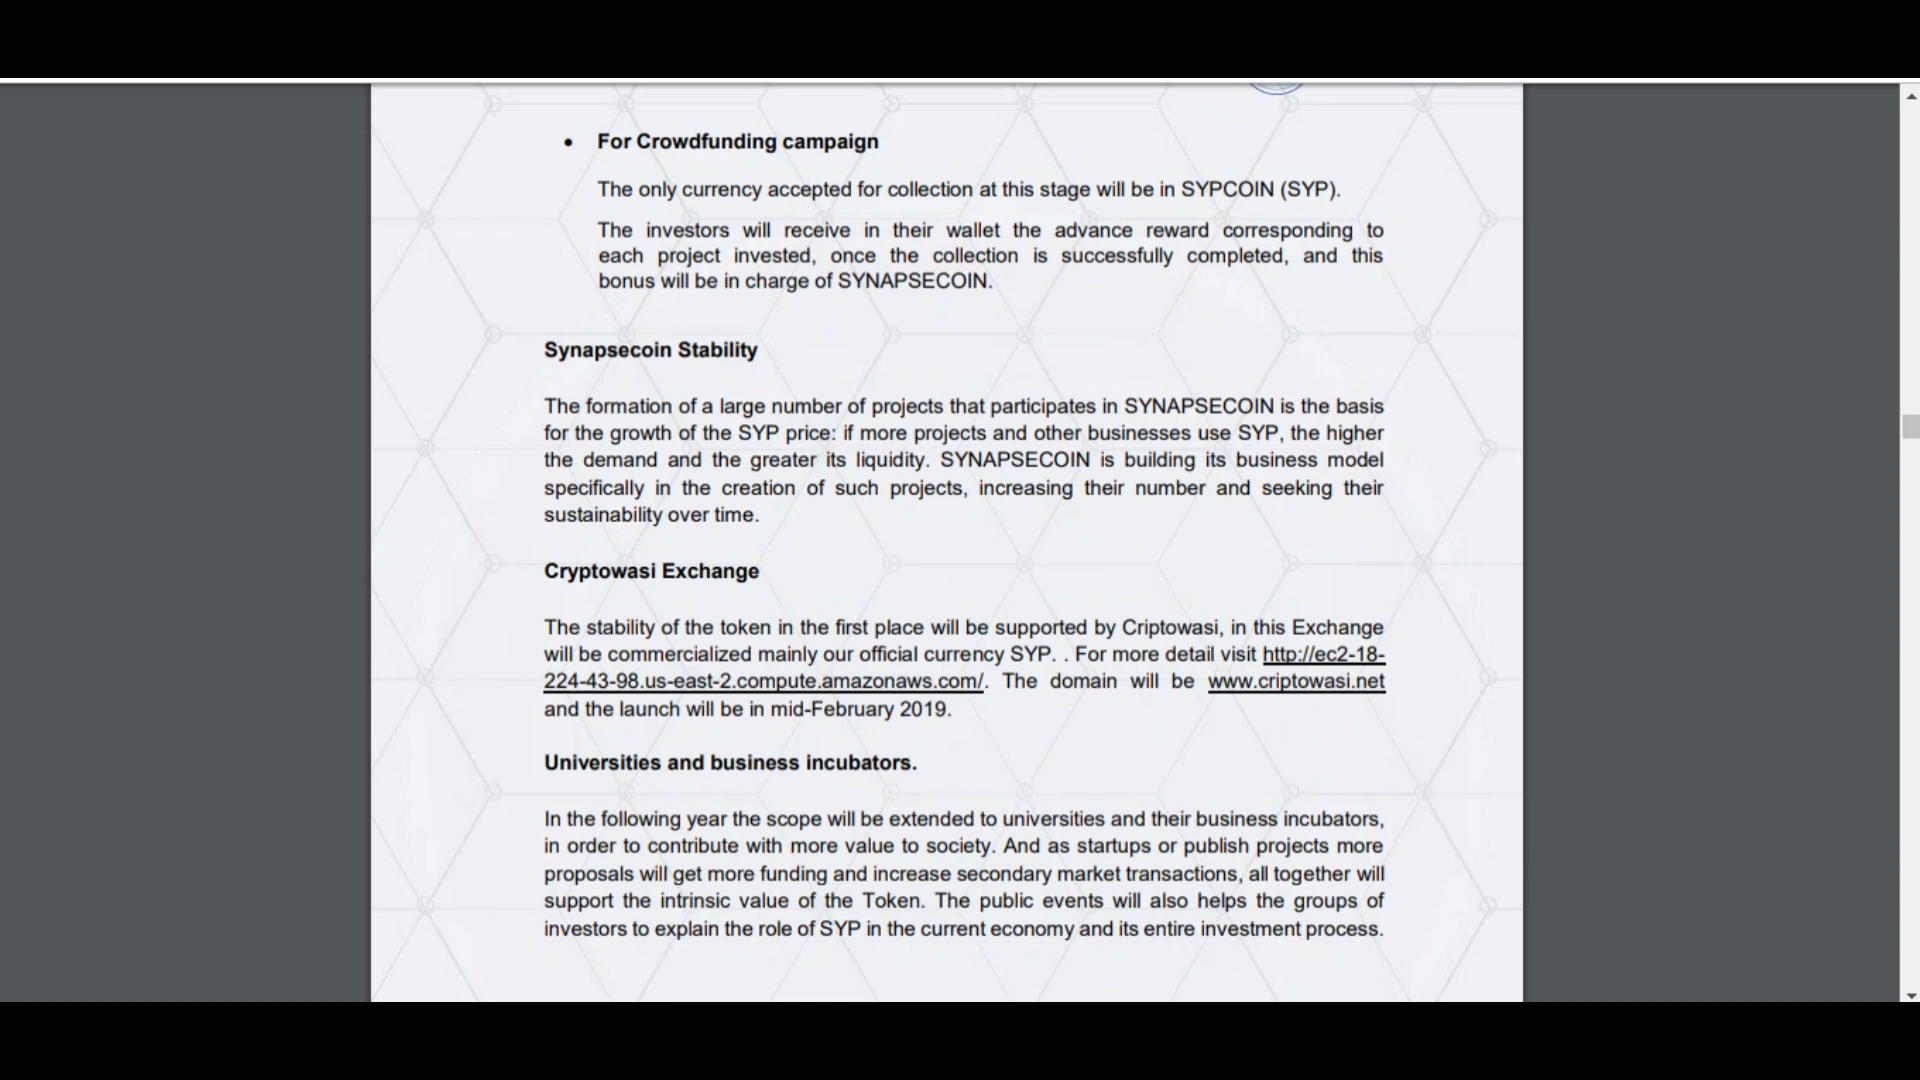 • For Crowdfunding campaign
The only currency accepted for collection at this stage will be in SYPCOIN (SYP).
The investors will receive in their wallet the advance reward corresponding to
each project invested, once the collection is successfully completed, and this
bonus will be in charge of SYNAPSECOIN.
Synapsecoin Stability
The formation of a large number of projects that participates in SYNAPSECOIN is the basis
for the growth of the SYP price: if more projects and other businesses use SYP, the higher
the demand and the greater its liquidity. SYNAPSECOIN is building its business model
specifically in the creation of such projects, increasing their number and seeking their
sustainability over time.
Cryptowasi Exchange
The stability of the token in the first place will be supported by Criptowasi, in this Exchange
will be commercialized mainly our official currency SYP. . For more detail visit http://ec2-18-
224-43-98.us-east-2.compute.amazonaws.com/. The domain will be www.criptowasi.net
and the launch will be in mid-February 2019.
Universities and business incubators.
In the following year the scope will be extended to universities and their business incubators,
in order to contribute with more value to society. And as startups or publish projects more
proposals will get more funding and increase secondary market transactions, all together will
support the intrinsic value of the Token. The public events will also helps the groups of
investors to explain the role of SYP in the current economy and its entire investment process.